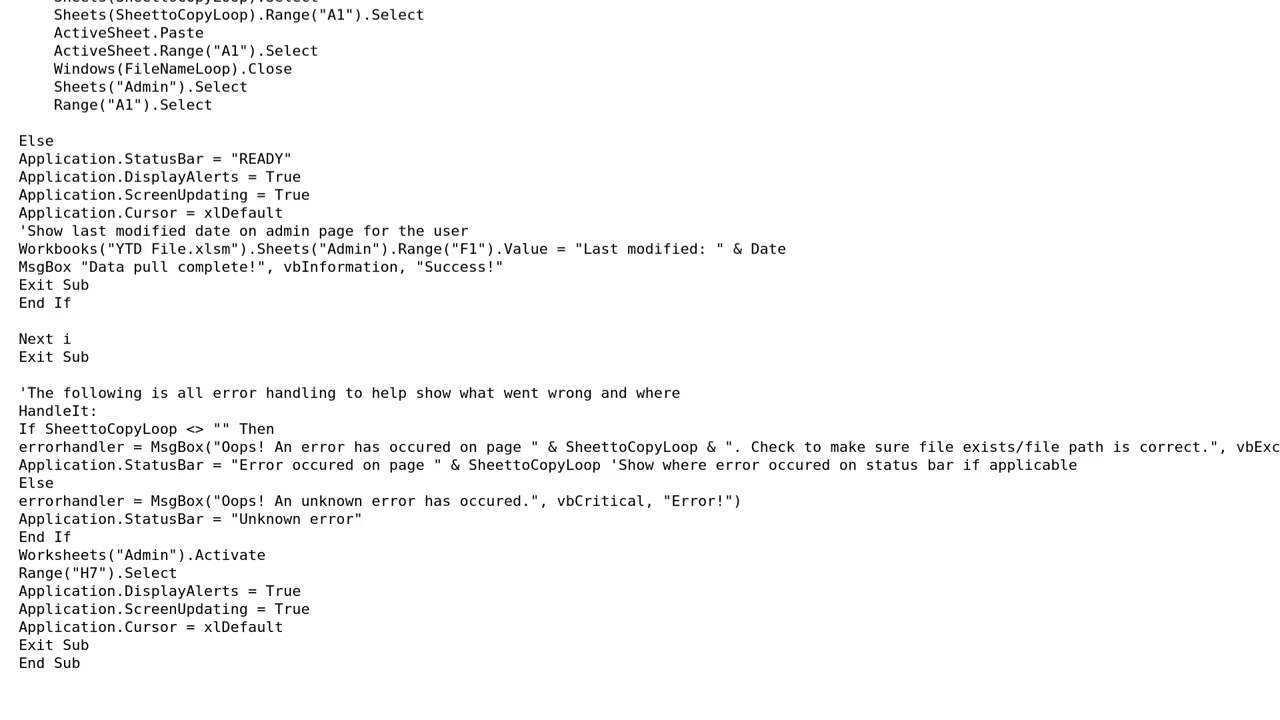 Sheets(SheettoCopyLoop).Select
Sheets(SheettoCopyLoop).Range("A1").Select
ActiveSheet.Paste
ActiveSheet.Range("A1").Select
Windows(FileNameLoop).Close
Sheets("Admin").Select
Range("A1").Select
Else
Application.StatusBar = "READY"
Application.DisplayAlerts = True
Application.ScreenUpdating = True
Application.Cursor = xlDefault
'Show last modified date on admin page for the user
Workbooks("YTD File.xlsm").Sheets("Admin").Range("F1").Value = "Last modified: " & Date
MsgBox "Data pull complete!", vbInformation, "Success!"
Exit Sub
End If
Next i
Exit Sub
'The following is all error handling to help show what went wrong and where
HandleIt:
If SheettoCopyLoop <> "" Then
errorhandler = MsgBox("Oops! An error has occured on page " & SheettoCopyLoop & ". Check to make sure file exists/file path is correct.", vbExc
Application.StatusBar = "Error occured on page " & SheettoCopyLoop 'Show where error occured on status bar if applicable
Else
errorhandler = MsgBox("Oops! An unknown error has occured.", vbCritical, "Error!")
Application.StatusBar = "Unknown error"
End If
Worksheets("Admin").Activate
Range("H7").Select
Application.DisplayAlerts = True
Application.ScreenUpdating = True
Application.Cursor = xlDefault
Exit Sub
End Sub